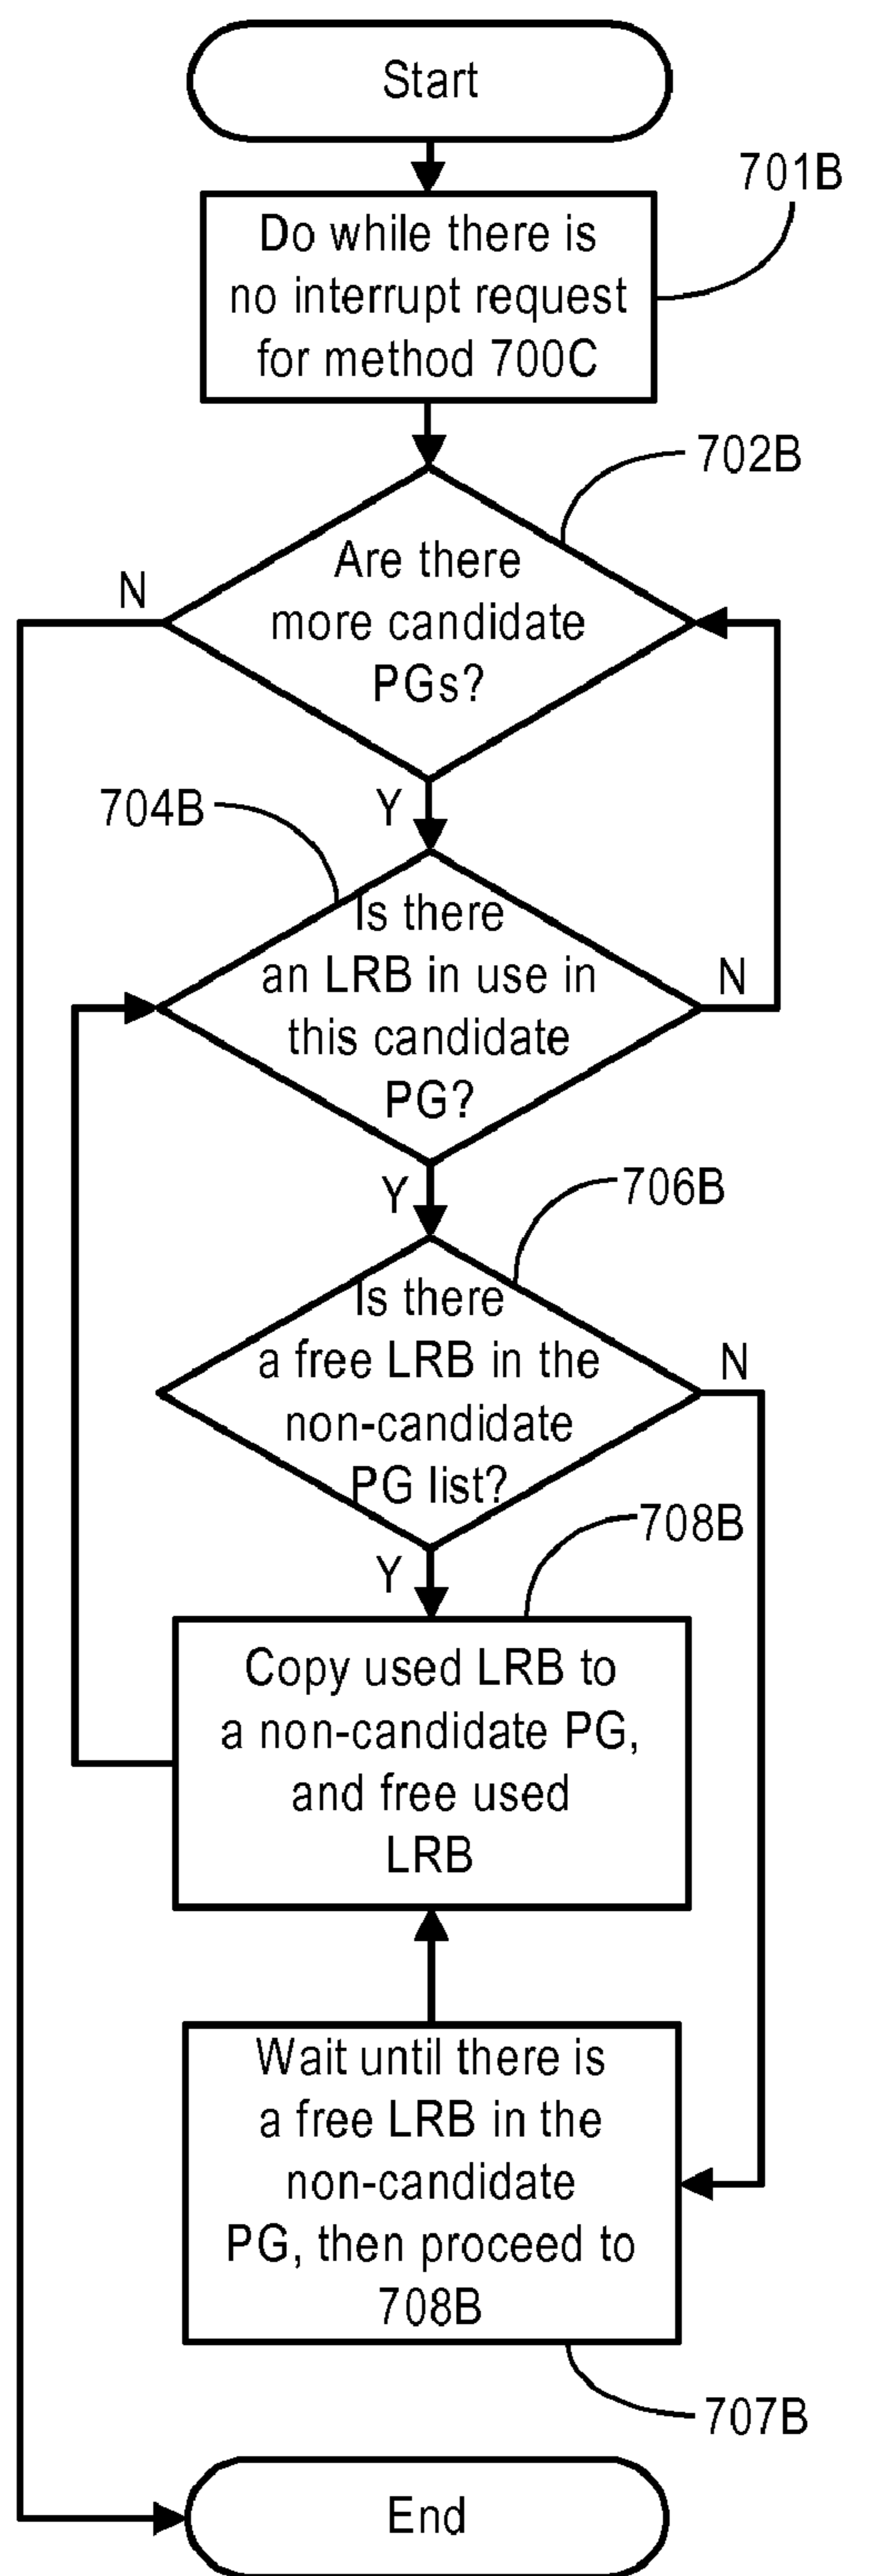 Start
701B
Do while there is
no interrupt request
for method 700C
702B
N
Are there
more candidate
PGs?
704B
Y
Is there
an LRB in use in
this candidate
PG?
N
Y
706B
Is there
a free LRB in the
non-candidate
PG list?
N
708B
Y
Copy used LRB to
a non-candidate PG,
and free used
LRB
Wait until there is
a free LRB in the
non-candidate
PG, then proceed to
708B
707B
End